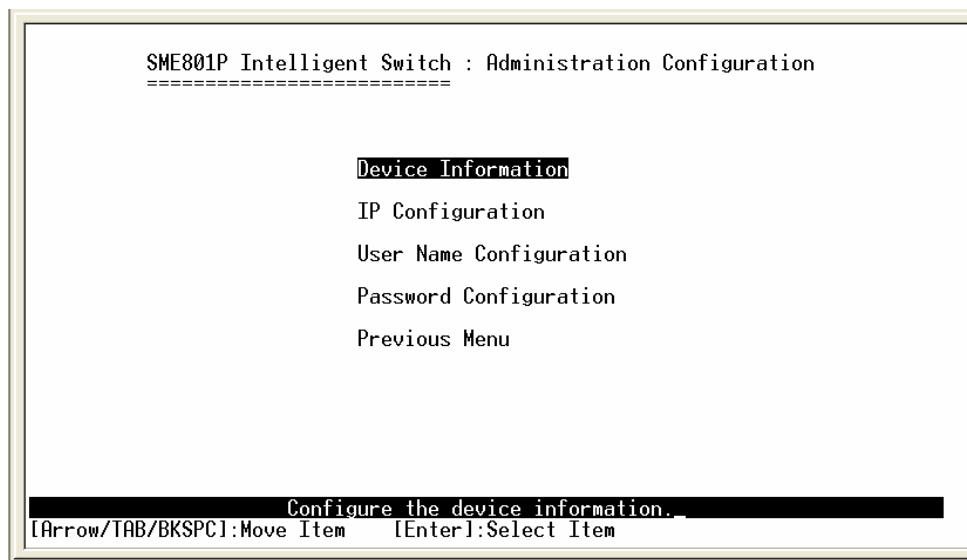 SME801P Intelligent Switch : Administration Configuration
==========================
Device Information
IP Configuration
User Name Configuration
Password Configuration
Previous Menu
Configure the device information._
[Arrow/TAB/BKSPC]:Move Item [Enter]:Select Item